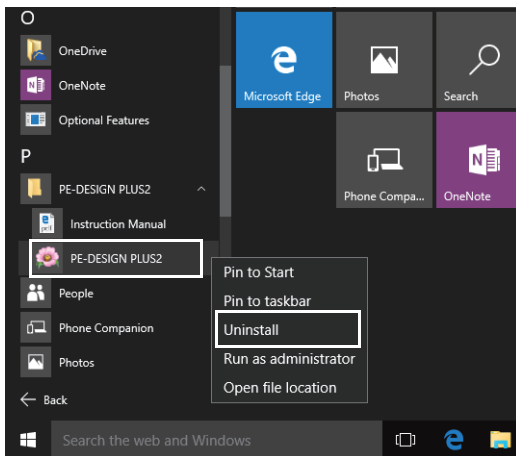 O
OneDrive
OneNote
Optional Features
P
PE-DESIGN PLUS2
Instruction Manual
PE-DESIGN PLUS2
People
Phone Companion
Photos
Back
Search the web and Windows
Microsoft Edge
Photos
Search
Phone Compa...
OneNote
Pin to Start
Pin to taskbar
Uninstall
Run as administrator
Open file location